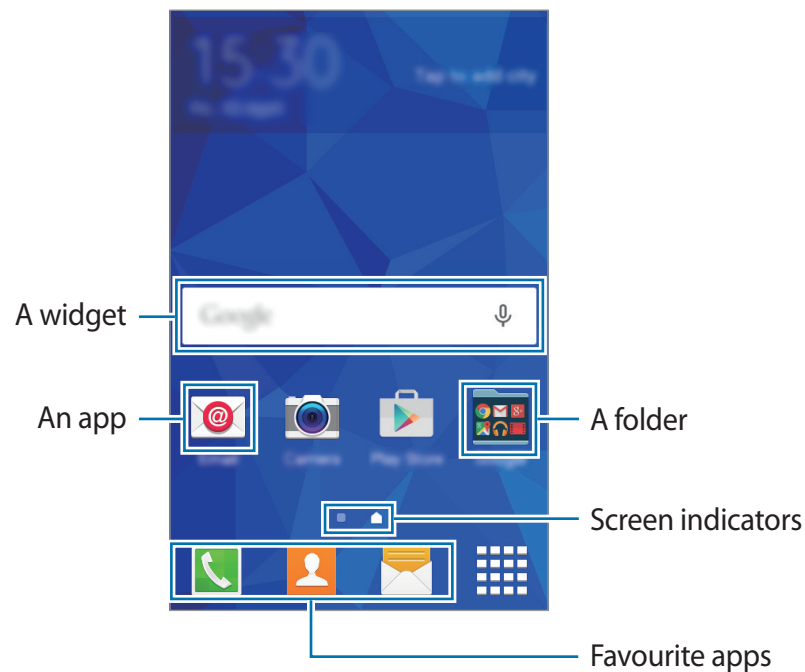 15:30
Tap to add city
A widget
Google
An app
A folder
Email
Camera
Play Store
Google
Screen indicators
Favourite apps